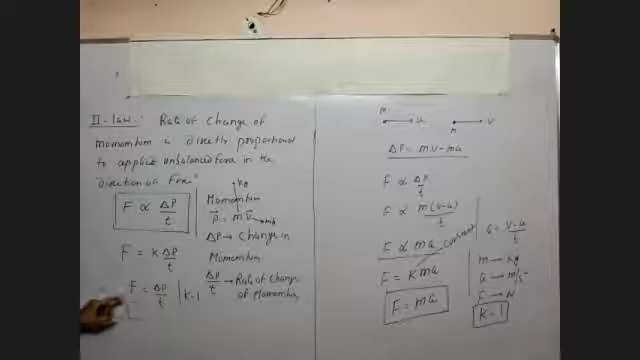 II - law : Rate of Change of
Momentum is Directly proportional
to applied unbalanced force in the
Direction of Force"
F ∝ ΔP/t
Momentum
P = mV
ΔP → Change in
Momentum
F = K ΔP/t
ΔP/t → Rate of Change
of Momentum
F = ΔP/t | K=1
m u m v
ΔP = mv - mu
F ∝ ΔP/t
F ∝ m(v-u)/t
a = v-u/t
F ∝ ma constant
F = Kma
F = ma
m → kg
a → m/s²
F → N
K = 1